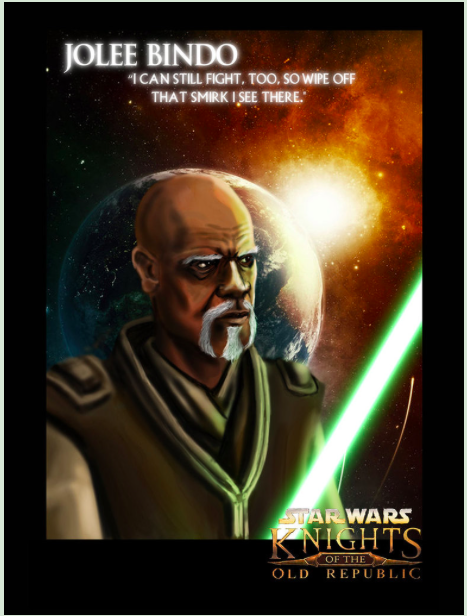 JOLEE BINDO
"I CAN STILL FIGHT, TOO, SO WIPE OFF
THAT SMIRK I SEE THERE."
STAR WARS
KNIGHTS
OF THE
OLD REPUBLIC